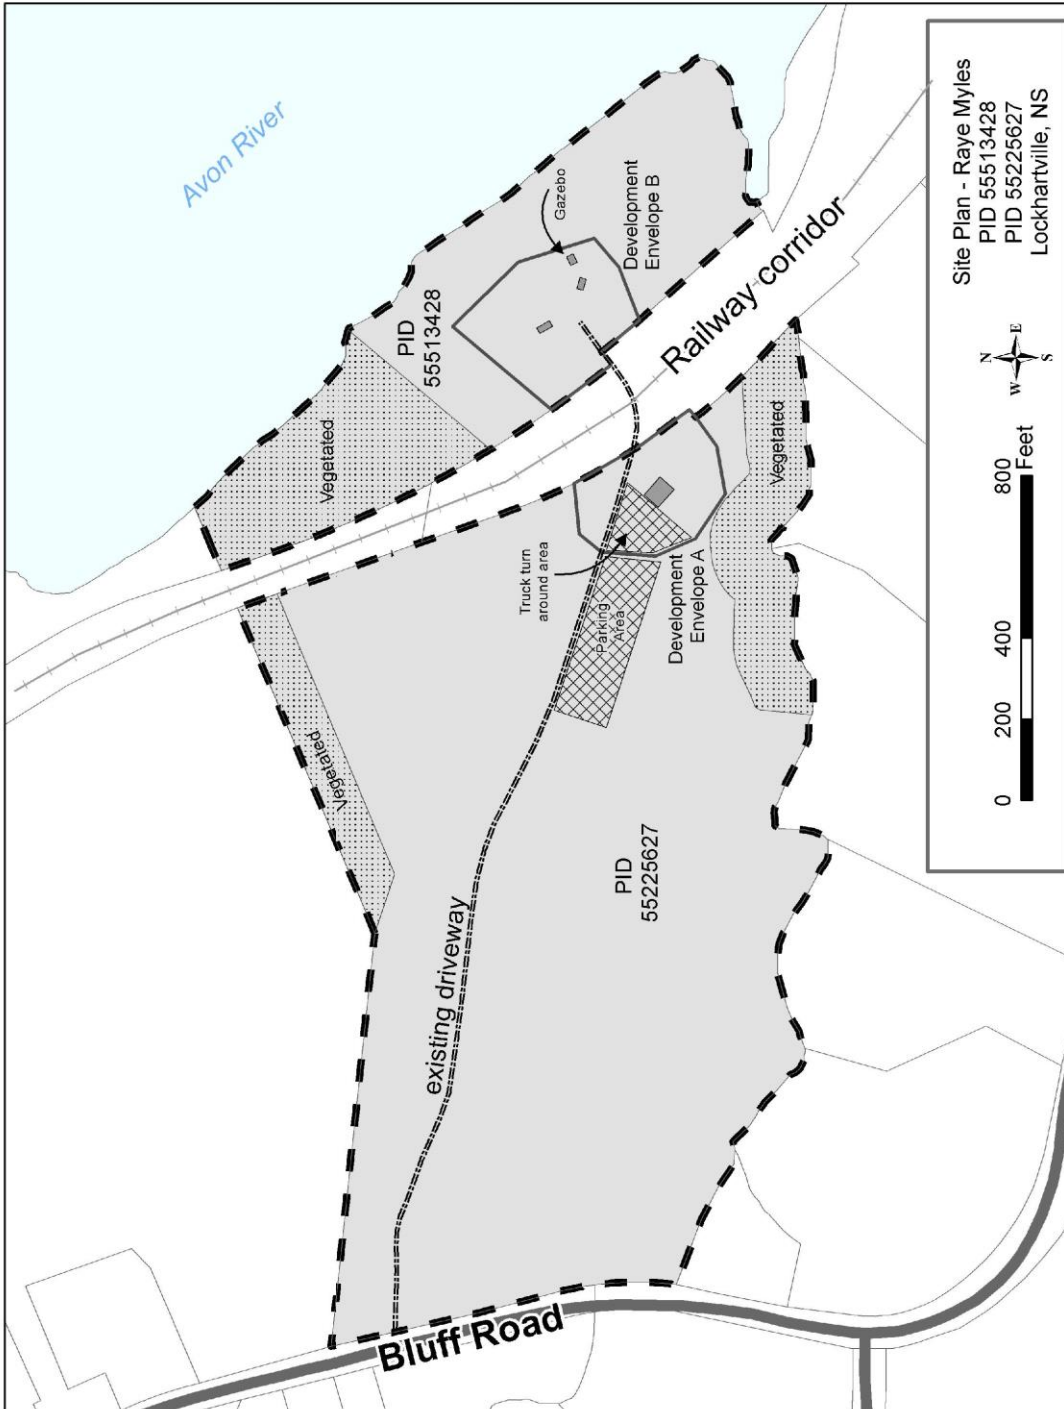 Avon River
Gazebo
Development
Envelope B
PID
55513428
Railway corridor
Vegetated
Vegetated
Truck turn
around area
Parking
Area
Development
Envelope A
Vegetated
existing driveway
PID
55225627
Bluff Road
Site Plan - Raye Myles
PID 55513428
PID 55225627
Lockhartville, NS
N
W E
S
0 200 400 800
Feet